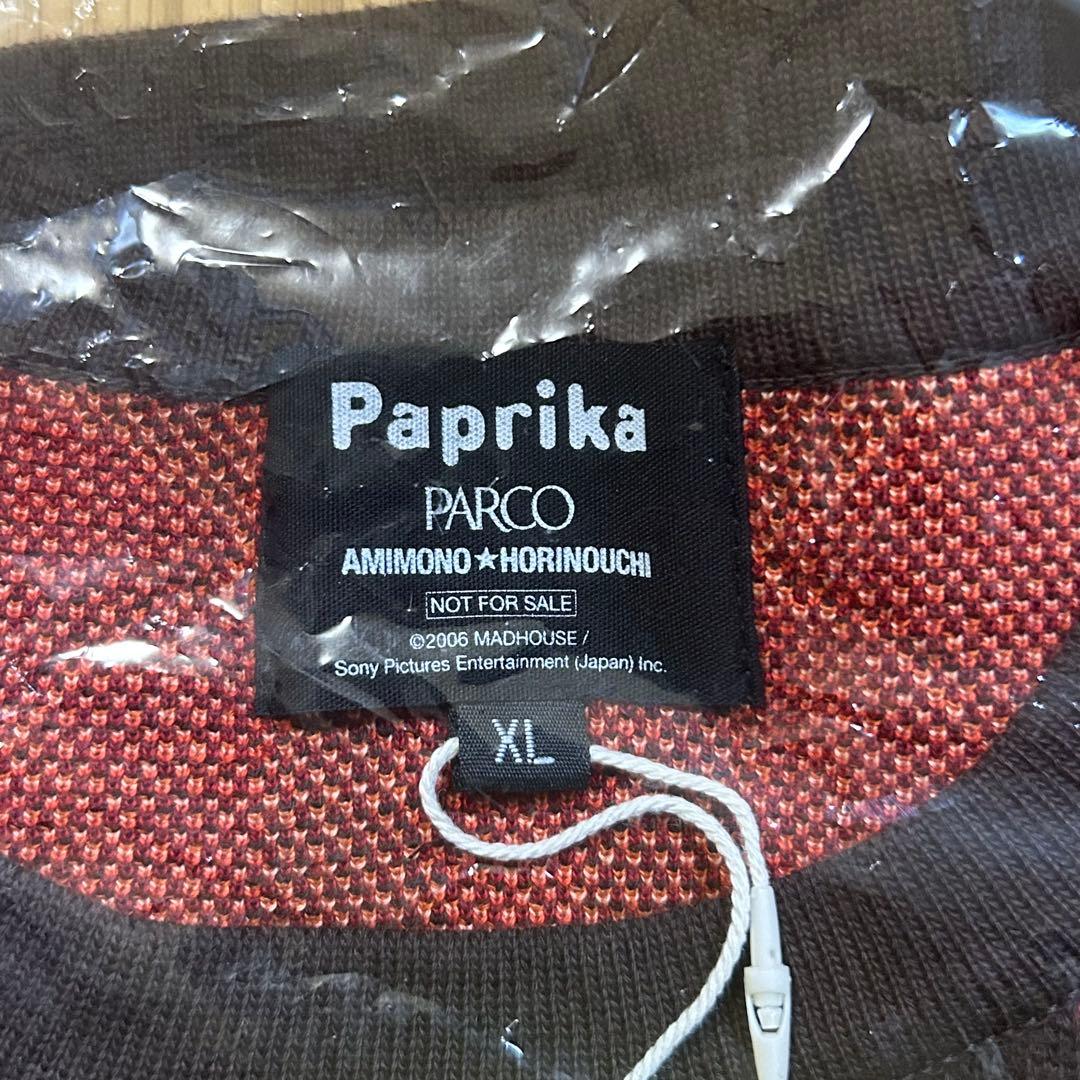 Paprika
PARCO
AMIMONO★HORINOUCHI
NOT FOR SALE
©2006 MADHOUSE /
Sony Pictures Entertainment (Japan) Inc.
XL